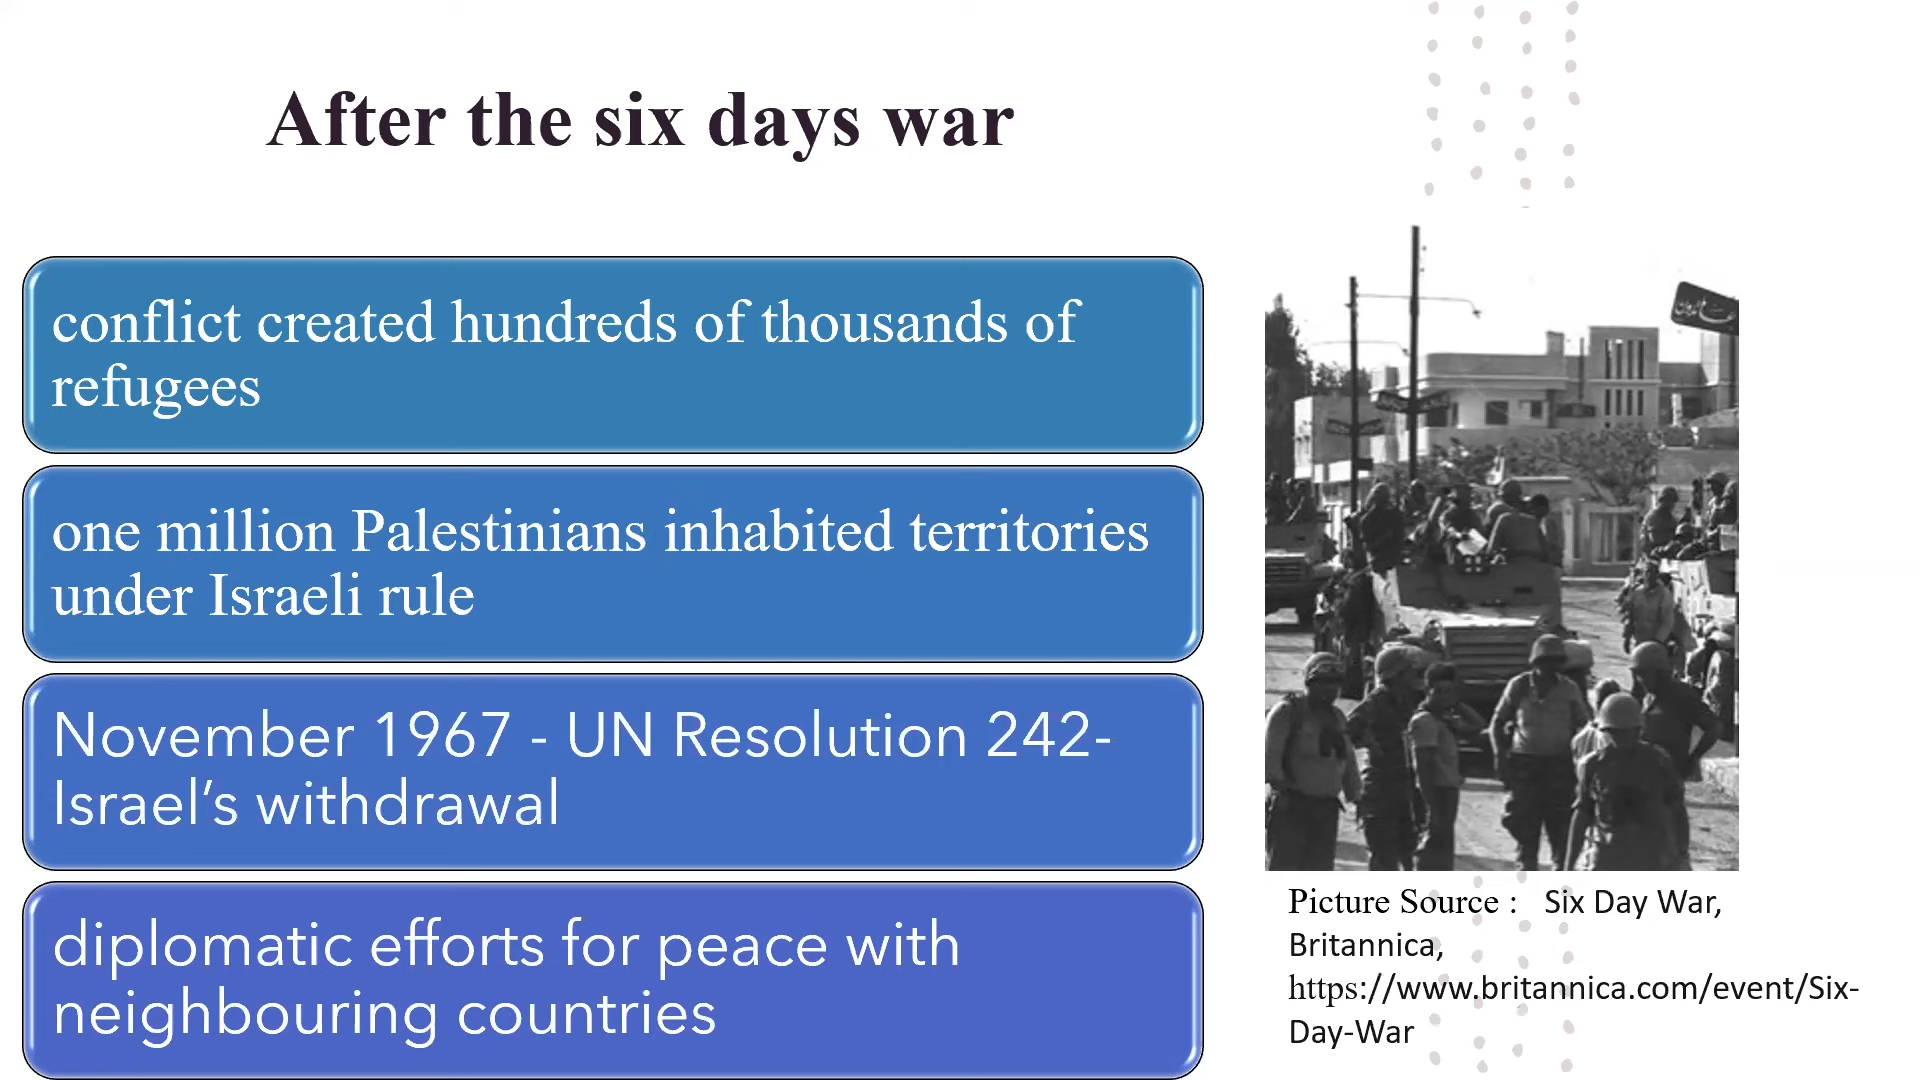 After the six days war
conflict created hundreds of thousands of
refugees
one million Palestinians inhabited territories
under Israeli rule
November 1967 - UN Resolution 242-
Israel’s withdrawal
diplomatic efforts for peace with
neighbouring countries
Picture Source : Six Day War,
Britannica,
https://www.britannica.com/event/Six-
Day-War